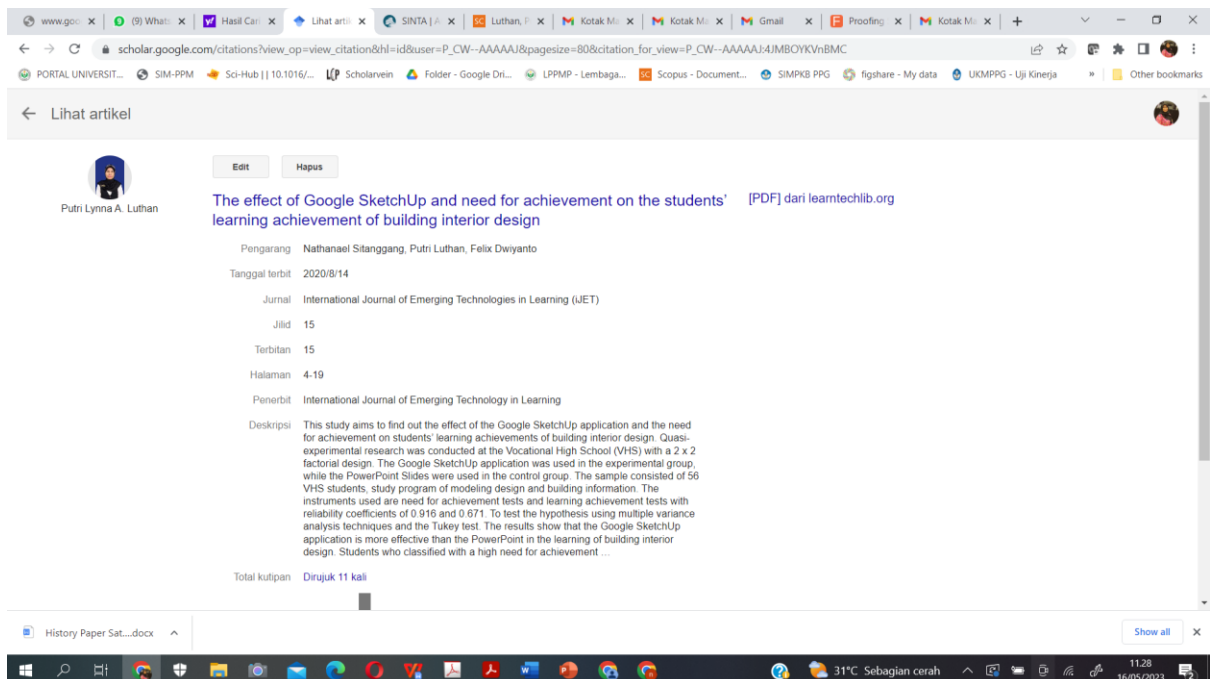 www.goo
(9) Whats
Hasil Cari
Lihat artik
SINTA | A
Luthan, P
Kotak Ma
Kotak Ma
Gmail
Proofing
Kotak Ma
scholar.google.com/citations?view_op=view_citation&hl=id&user=P_CW--AAAAAJ&pagesize=80&citation_for_view=P_CW--AAAAAJ:4JMBOYKVnBMC
PORTAL UNIVERSIT... SIM-PPM Sci-Hub || 10.1016/... Scholarvein Folder - Google Dri... LPPMP - Lembaga... Scopus - Document... SIMPKB PPG figshare - My data UKMPPG - Uji Kinerja » Other bookmarks
Lihat artikel
Putri Lynna A. Luthan
Edit Hapus
The effect of Google SketchUp and need for achievement on the students'
learning achievement of building interior design
[PDF] dari learntechlib.org
Pengarang Nathanael Sitanggang, Putri Luthan, Felix Dwiyanto
Tanggal terbit 2020/8/14
Jurnal International Journal of Emerging Technologies in Learning (iJET)
Jilid 15
Terbitan 15
Halaman 4-19
Penerbit International Journal of Emerging Technology in Learning
Deskripsi This study aims to find out the effect of the Google SketchUp application and the need
for achievement on students' learning achievements of building interior design. Quasi-
experimental research was conducted at the Vocational High School (VHS) with a 2 x 2
factorial design. The Google SketchUp application was used in the experimental group,
while the PowerPoint Slides were used in the control group. The sample consisted of 56
VHS students, study program of modeling design and building information. The
instruments used are need for achievement tests and learning achievement tests with
reliability coefficients of 0.916 and 0.671. To test the hypothesis using multiple variance
analysis techniques and the Tukey test. The results show that the Google SketchUp
application is more effective than the PowerPoint in the learning of building interior
design. Students who classified with a high need for achievement …
Total kutipan Dirujuk 11 kali
History Paper Sat....docx
Show all
31°C Sebagian cerah
11.28
16/05/2023